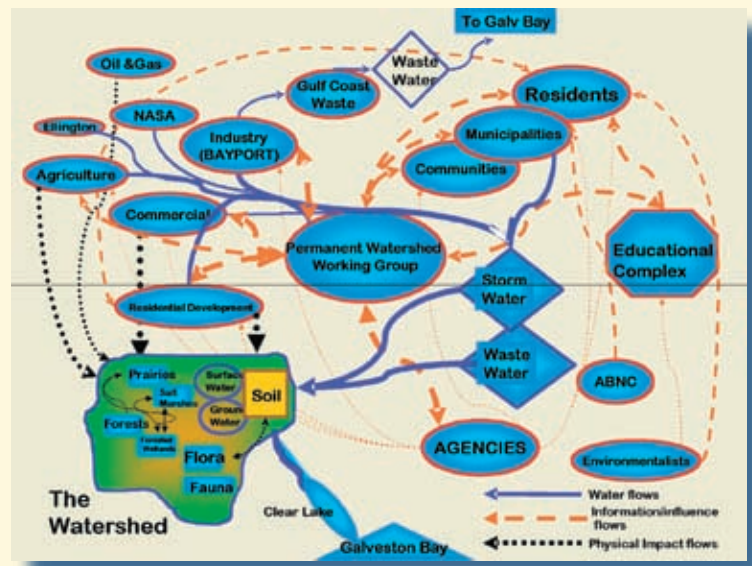 To Galv Bay
Oil &Gas
Waste
Water
Gulf Coast
Waste
Residents
NASA
Ellington
Industry
(BAYPORT)
Municipalities
Agriculture
Communities
Commercial
Permanent Watershed
Working Group
Educational
Complex
Storm
Water
Residential Development
Waste
Water
Prairies
Surface
Water
Soil
ABNC
Salt
Marshes
Ground
Water
Forests
Forested
Wetlands
Flora
AGENCIES
Environmentalists
Fauna
The
Watershed
Clear Lake
Water flows
Information/influence
flows
Galveston Bay
Physical Impact flows